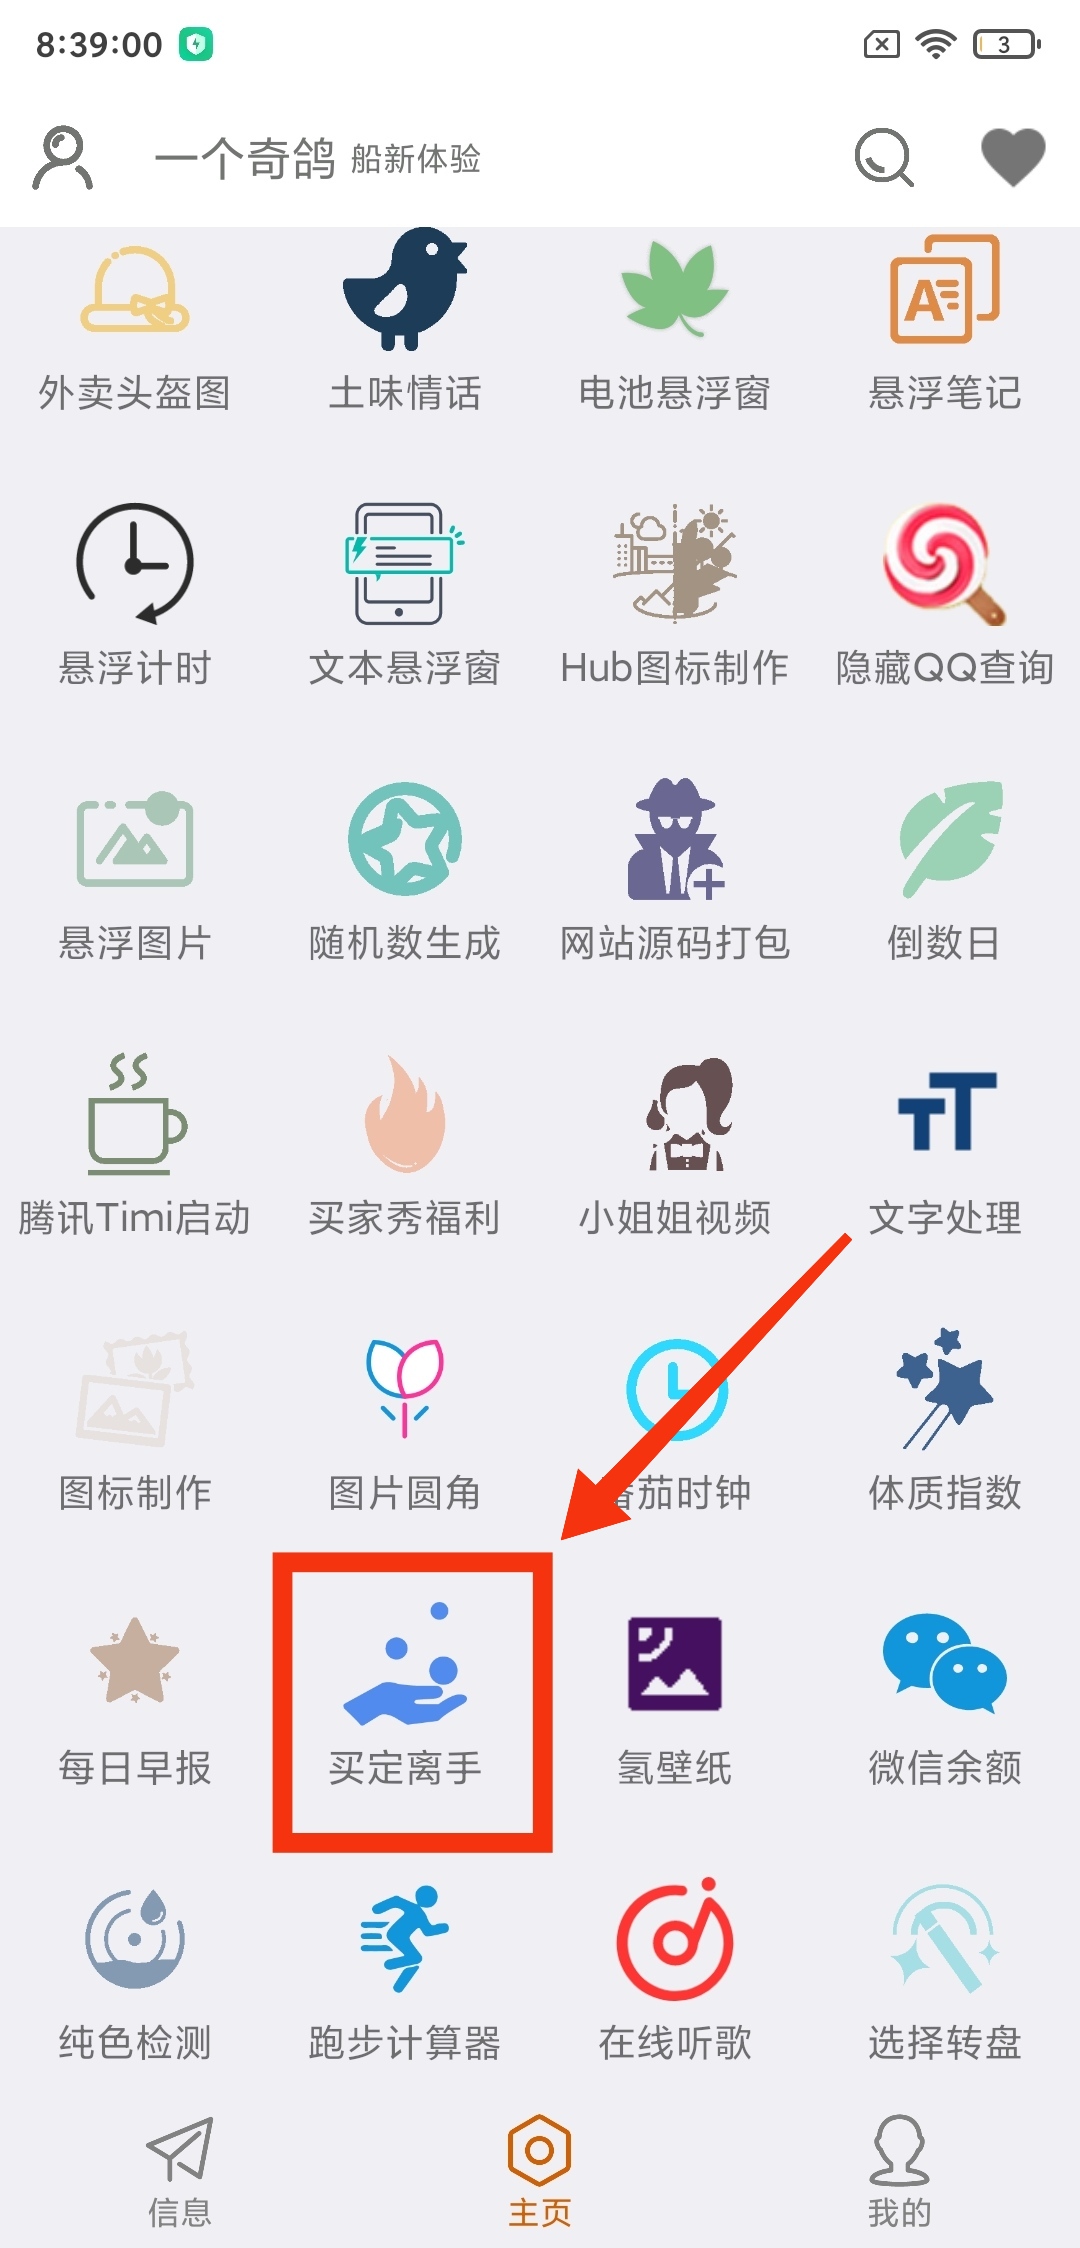 8:39:00
3
一个奇鸽 船新体验
外卖头盔图 土味情话 电池悬浮窗 悬浮笔记
悬浮计时 文本悬浮窗 Hub图标制作 隐藏QQ查询
悬浮图片 随机数生成 网站源码打包 倒数日
腾讯Timi启动 买家秀福利 小姐姐视频 文字处理
图标制作 图片圆角 番茄时钟 体质指数
每日早报 买定离手 氢壁纸 微信余额
纯色检测 跑步计算器 在线听歌 选择转盘
信息 主页 我的